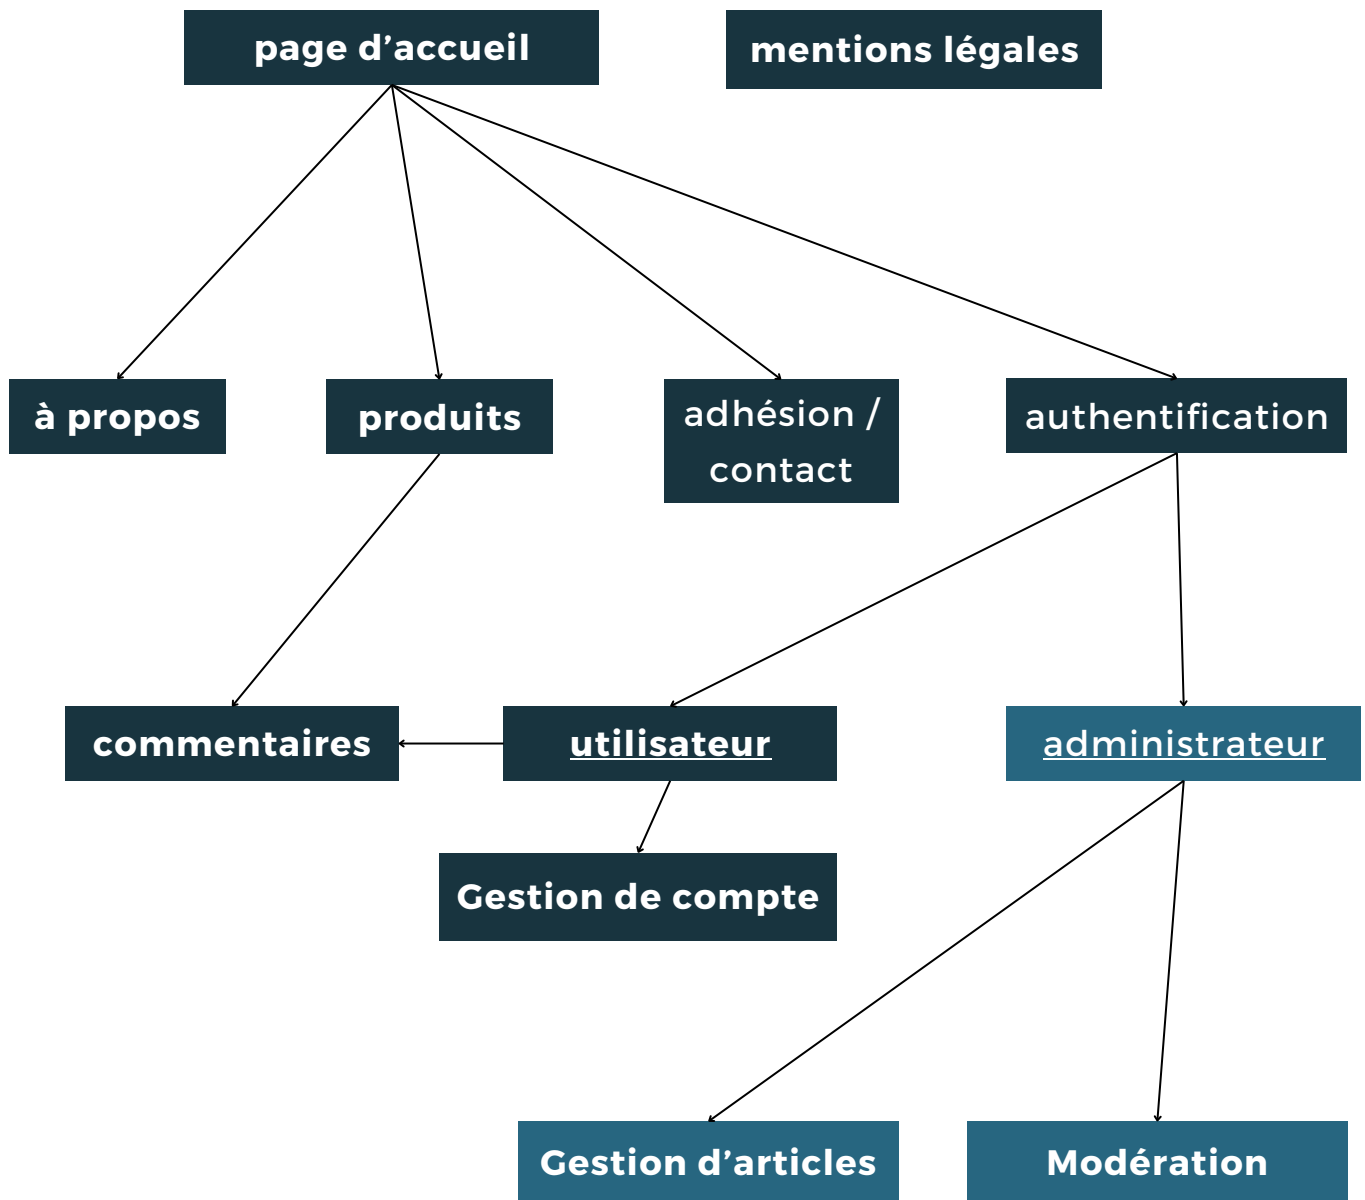 page d’accueil
mentions légales
à propos
produits
adhésion /
contact
authentification
commentaires
utilisateur
administrateur
Gestion de compte
Gestion d’articles
Modération